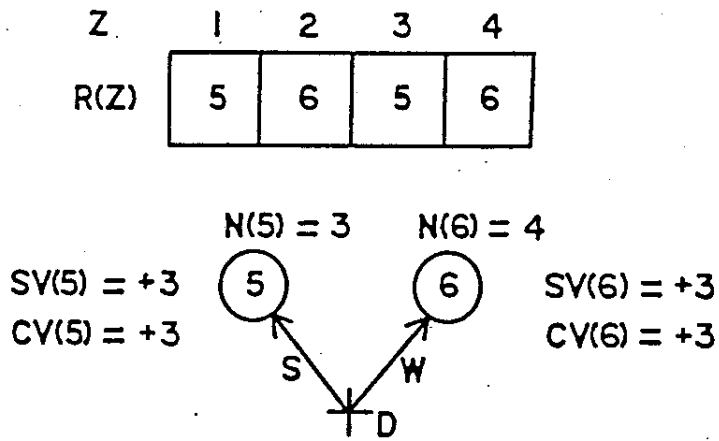 Z 1 2 3 4
R(Z) 5 6 5 6
N(5) = 3 N(6) = 4
SV(5) = +3 5 6 SV(6) = +3
CV(5) = +3 CV(6) = +3
S W
D